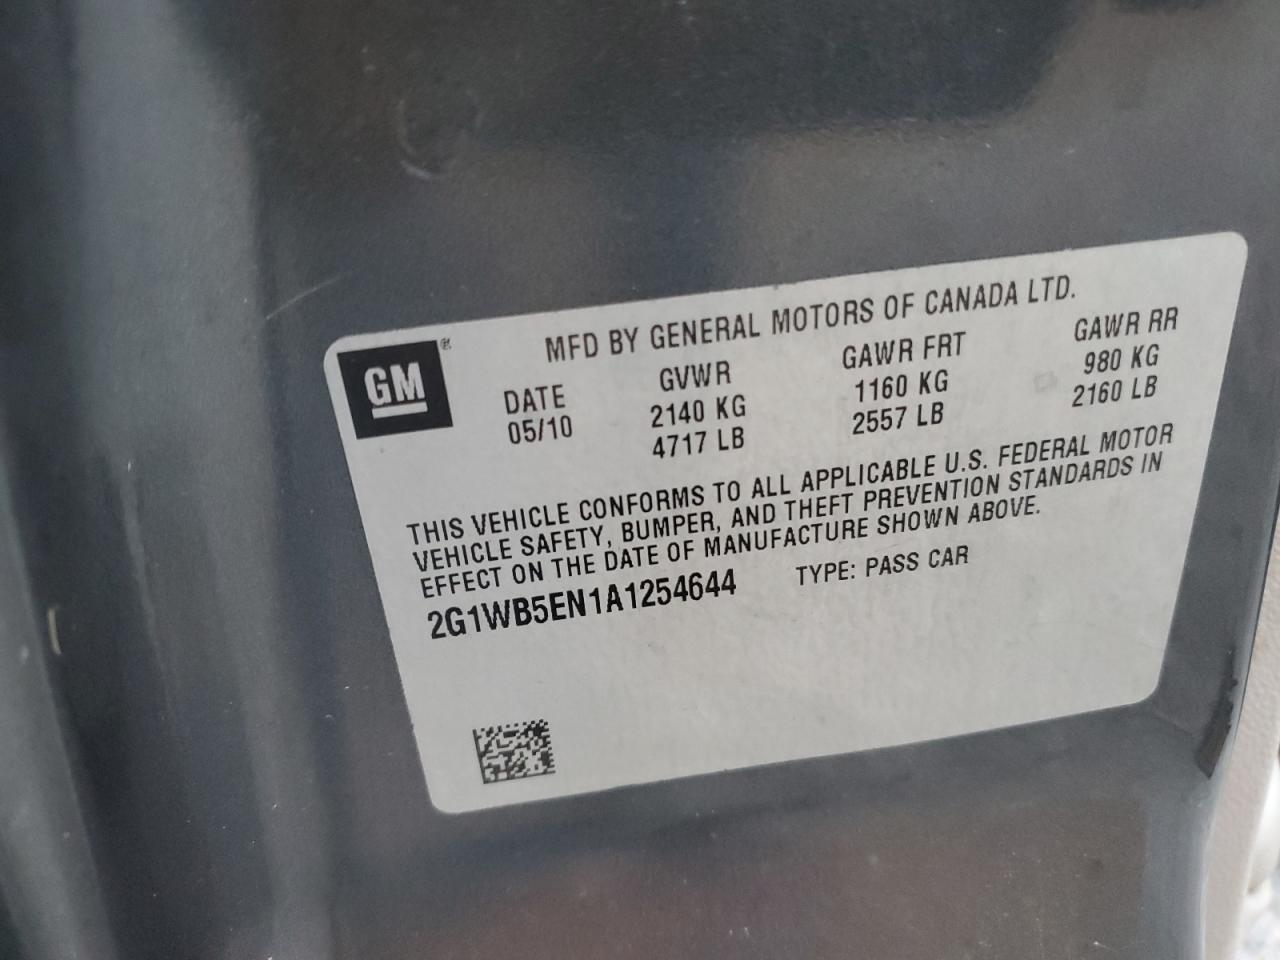 GM®
MFD BY GENERAL MOTORS OF CANADA LTD.
DATE GVWR GAWR FRT GAWR RR
05/10 2140 KG 1160 KG 980 KG
4717 LB 2557 LB 2160 LB
THIS VEHICLE CONFORMS TO ALL APPLICABLE U.S. FEDERAL MOTOR
VEHICLE SAFETY, BUMPER, AND THEFT PREVENTION STANDARDS IN
EFFECT ON THE DATE OF MANUFACTURE SHOWN ABOVE.
2G1WB5EN1A1254644 TYPE: PASS CAR